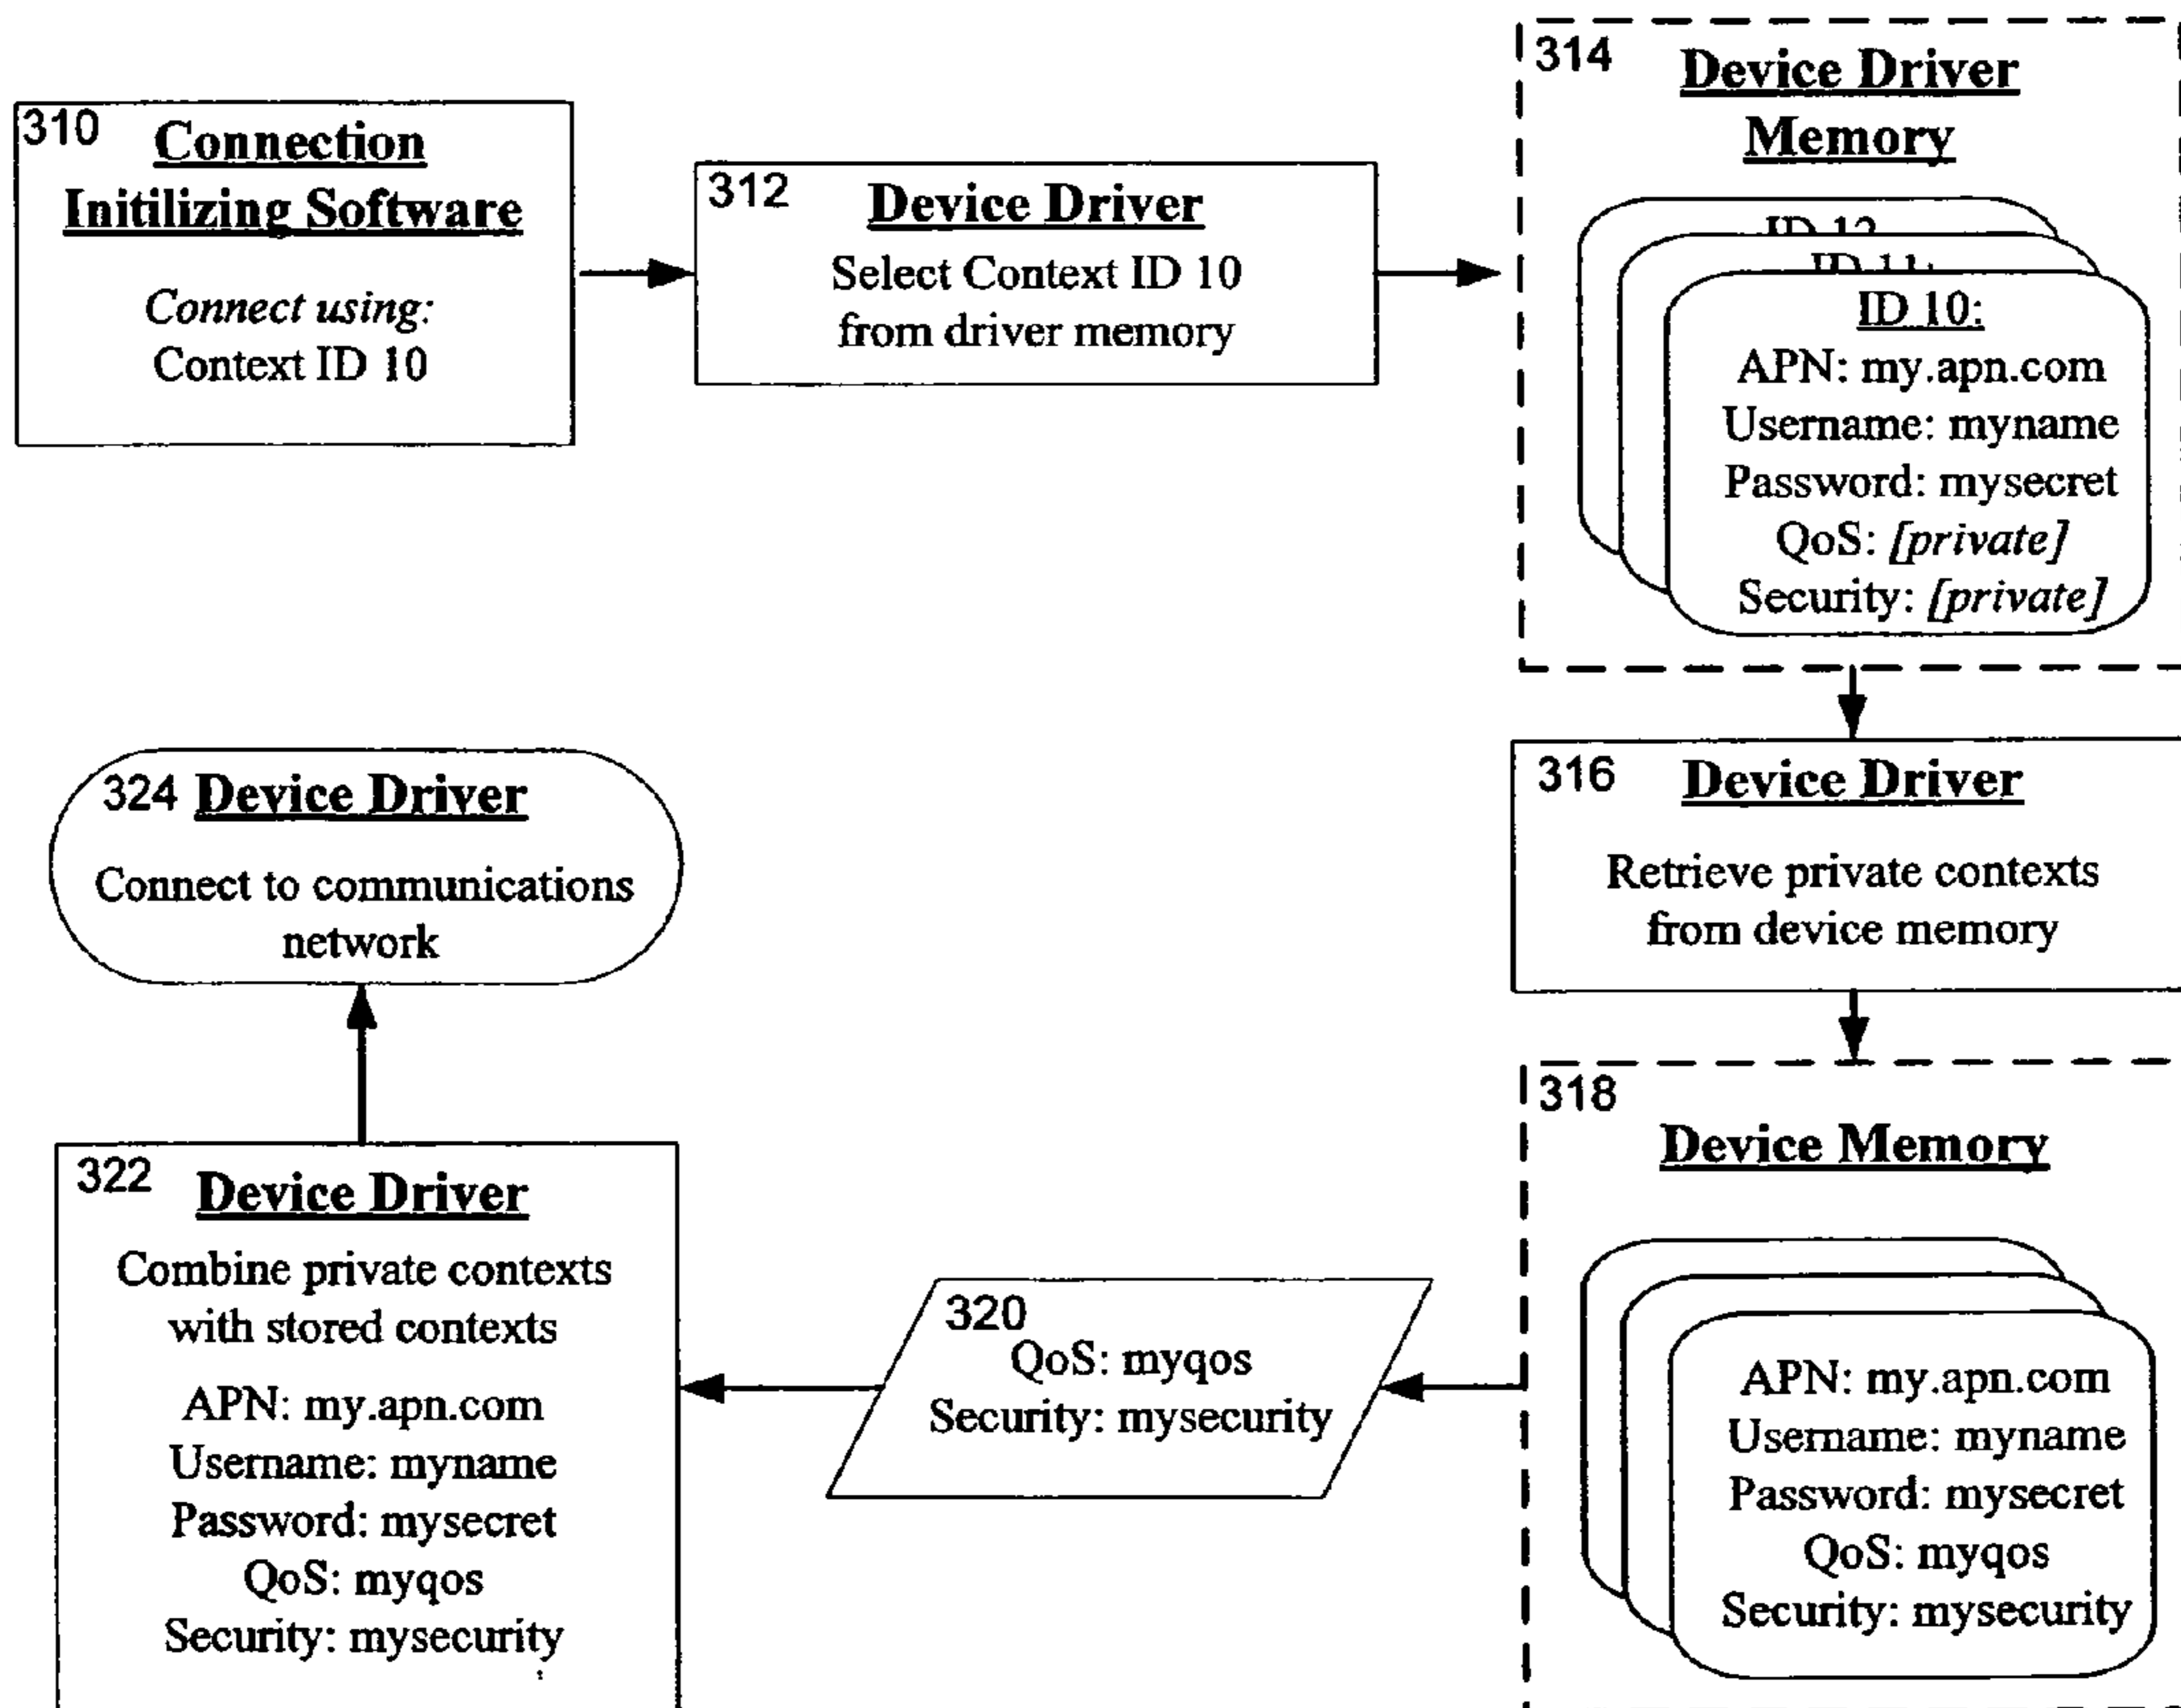 310
Connection
Initilizing Software
Connect using:
Context ID 10
312
Device Driver
Select Context ID 10
from driver memory
314
Device Driver
Memory
ID 12
ID 11:
ID 10:
APN: my.apn.com
Username: myname
Password: mysecret
QoS: [private]
Security: [private]
316
Device Driver
Retrieve private contexts
from device memory
318
Device Memory
APN: my.apn.com
Username: myname
Password: mysecret
QoS: myqos
Security: mysecurity
320
QoS: myqos
Security: mysecurity
322
Device Driver
Combine private contexts
with stored contexts
APN: my.apn.com
Username: myname
Password: mysecret
QoS: myqos
Security: mysecurity
324 Device Driver
Connect to communications
network